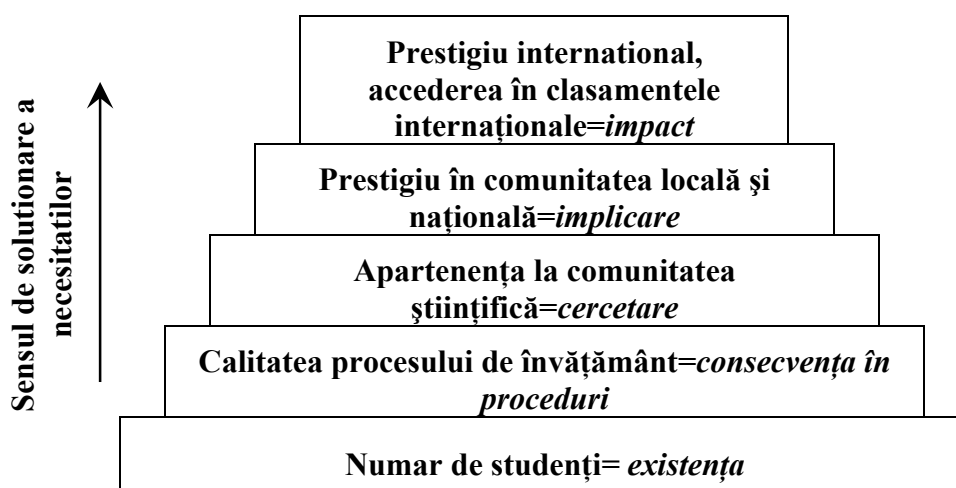 Sensul de solutionare a
necesitatilor
Prestigiu international,
accederea în clasamentele
internaționale=impact
Prestigiu în comunitatea locală şi
națională=implicare
Apartenența la comunitatea
ştiințifică=cercetare
Calitatea procesului de învățământ=consecvența în
proceduri
Numar de studenți= existența